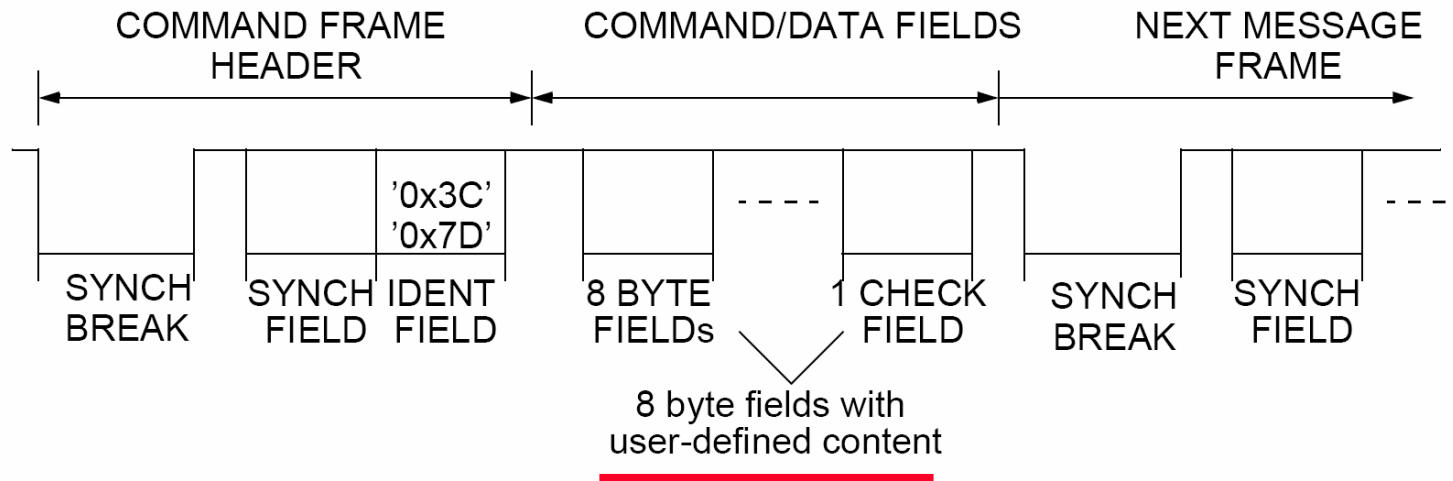 COMMAND FRAME
HEADER
COMMAND/DATA FIELDS
NEXT MESSAGE
FRAME
’0x3C’
’0x7D’
SYNCH
BREAK
SYNCH
FIELD
IDENT
FIELD
8 BYTE
FIELDs
1 CHECK
FIELD
SYNCH
BREAK
SYNCH
FIELD
8 byte fields with
user-defined content